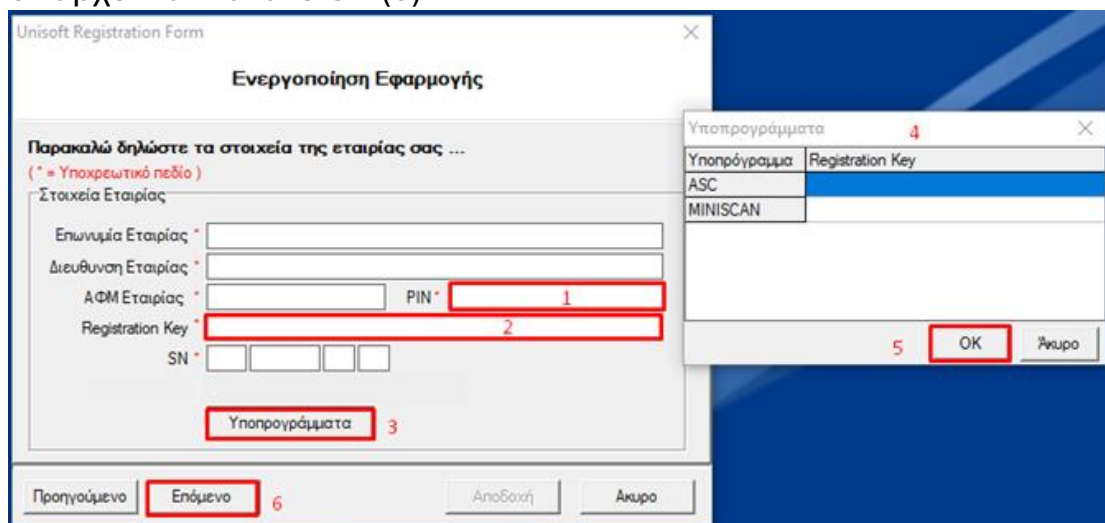 Unisoft Registration Form
Ενεργοποίηση Εφαρμογής
Παρακαλώ δηλώστε τα στοιχεία της εταιρίας σας ...
( * = Υποχρεωτικό πεδίο )
Στοιχεία Εταιρίας
Επωνυμία Εταιρίας *
Διευθυνση Εταιρίας *
ΑΦΜ Εταιρίας * PIN * 1
Registration Key * 2
SN *
Υποπρογράμματα 3
Προηγούμενο Επόμενο 6 Αποδοχή Ακυρο
Υποπρογράμματα 4
Υποπρόγραμμα Registration Key
ASC
MINISCAN
5 OK Άκυρο